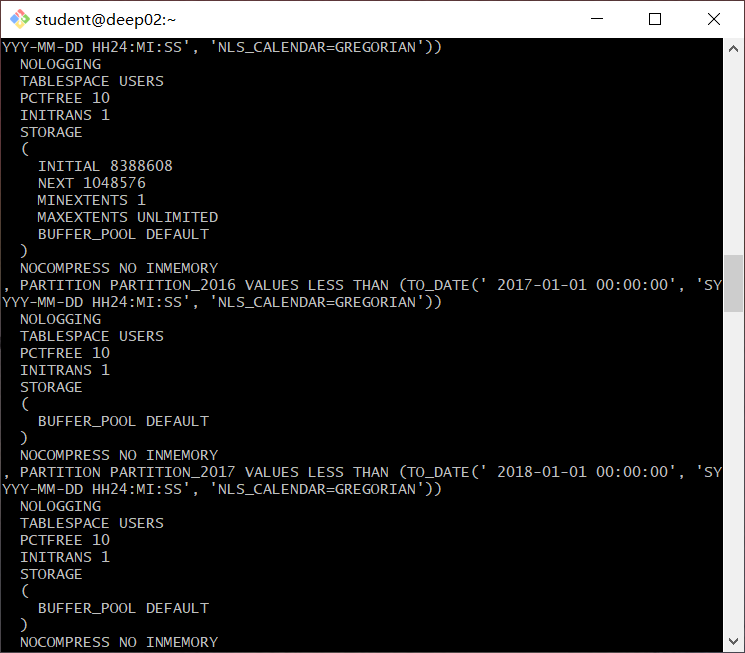 student@deep02:~
YYY-MM-DD HH24:MI:SS', 'NLS_CALENDAR=GREGORIAN'))
NOLOGGING
TABLESPACE USERS
PCTFREE 10
INITRANS 1
STORAGE
(
INITIAL 8388608
NEXT 1048576
MINEXTENTS 1
MAXEXTENTS UNLIMITED
BUFFER_POOL DEFAULT
)
NOCOMPRESS NO INMEMORY
, PARTITION PARTITION_2016 VALUES LESS THAN (TO_DATE(' 2017-01-01 00:00:00', 'SY
YYY-MM-DD HH24:MI:SS', 'NLS_CALENDAR=GREGORIAN'))
NOLOGGING
TABLESPACE USERS
PCTFREE 10
INITRANS 1
STORAGE
(
BUFFER_POOL DEFAULT
)
NOCOMPRESS NO INMEMORY
, PARTITION PARTITION_2017 VALUES LESS THAN (TO_DATE(' 2018-01-01 00:00:00', 'SY
YYY-MM-DD HH24:MI:SS', 'NLS_CALENDAR=GREGORIAN'))
NOLOGGING
TABLESPACE USERS
PCTFREE 10
INITRANS 1
STORAGE
(
BUFFER_POOL DEFAULT
)
NOCOMPRESS NO INMEMORY